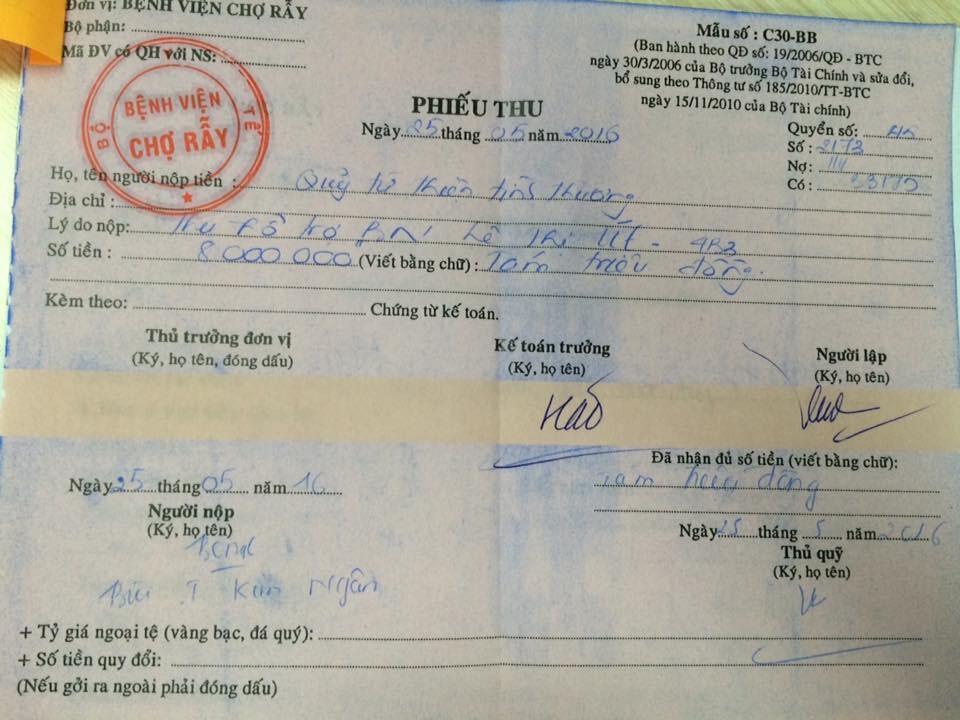 Đơn vị: BỆNH VIỆN CHỢ RẪY
Bộ phận:
Mã ĐV có QH với NS:
Mẫu số : C30-BB
(Ban hành theo QĐ số: 19/2006/QĐ - BTC
ngày 30/3/2006 của Bộ trưởng Bộ Tài Chính và sửa đổi,
bổ sung theo Thông tư số 185/2010/TT-BTC
ngày 15/11/2010 của Bộ Tài chính)
BỘ Y TẾ
BỆNH VIỆN
CHỢ RẪY
PHIẾU THU
Ngày 25 tháng 05 năm 2016
Quyển số:
Số : 2172
Nợ: 111
Có :
Họ, tên người nộp tiền : Quỹ từ thiện tình thương
Địa chỉ :
Lý do nộp: Thu hỗ trợ BN: Lê Thị Út - 4B3
Số tiền : 8000000 (Viết bằng chữ) : Tám triệu đồng.
Kèm theo: Chứng từ kế toán.
Thủ trưởng đơn vị
(Ký, họ tên, đóng dấu)
Kế toán trưởng
(Ký, họ tên)
Hảo
Người lập
(Ký, họ tên)
Đã nhận đủ số tiền (viết bằng chữ):
Tám triệu đồng
Ngày 25 tháng 05 năm 16
Người nộp
(Ký, họ tên)
Bùi T Kim Ngân
Ngày 25 tháng 5 năm 2016
Thủ quỹ
(Ký, họ tên)
+ Tỷ giá ngoại tệ (vàng bạc, đá quý):
+ Số tiền quy đổi:
(Nếu gởi ra ngoài phải đóng dấu)